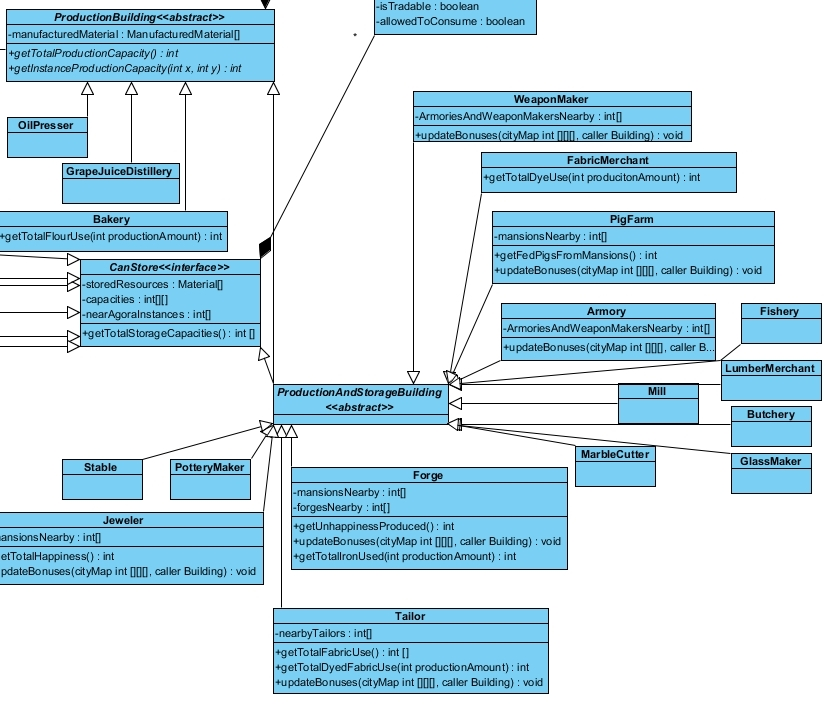 ProductionBuilding<<abstract>>
-manufacturedMaterial : ManufacturedMaterial[]
+getTotalProductionCapacity() : int
+getInstanceProductionCapacity(int x, int y) : int
-isTradable : boolean
-allowedToConsume : boolean
WeaponMaker
-ArmoriesAndWeaponMakersNearby : int[]
+updateBonuses(cityMap int [][][], caller Building) : void
OilPresser
GrapeJuiceDistillery
FabricMerchant
+getTotalDyeUse(int producitonAmount) : int
Bakery
+getTotalFlourUse(int productionAmount) : int
PigFarm
-mansionsNearby : int[]
+getFedPigsFromMansions() : int
+updateBonuses(cityMap int [][][], caller Building) : void
CanStore<<interface>>
-storedResources : Material[]
-capacities : int[][]
-nearAgoraInstances : int[]
+getTotalStorageCapacities() : int []
Armory
-ArmoriesAndWeaponMakersNearby : int[]
+updateBonuses(cityMap int [][][], caller B...
Fishery
LumberMerchant
ProductionAndStorageBuilding
<<abstract>>
Mill
Butchery
MarbleCutter
GlassMaker
Stable
PotteryMaker
Forge
-mansionsNearby : int[]
-forgesNearby : int[]
+getUnhappinessProduced() : int
+updateBonuses(cityMap int [][][], caller Building) : void
+getTotalIronUsed(int productionAmount) : int
Jeweler
ansionsNearby : int[]
etTotalHappiness() : int
pdateBonuses(cityMap int [][][], caller Building) : void
Tailor
-nearbyTailors : int[]
+getTotalFabricUse() : int []
+getTotalDyedFabricUse(int productionAmount) : int
+updateBonuses(cityMap int [][][], caller Building) : void